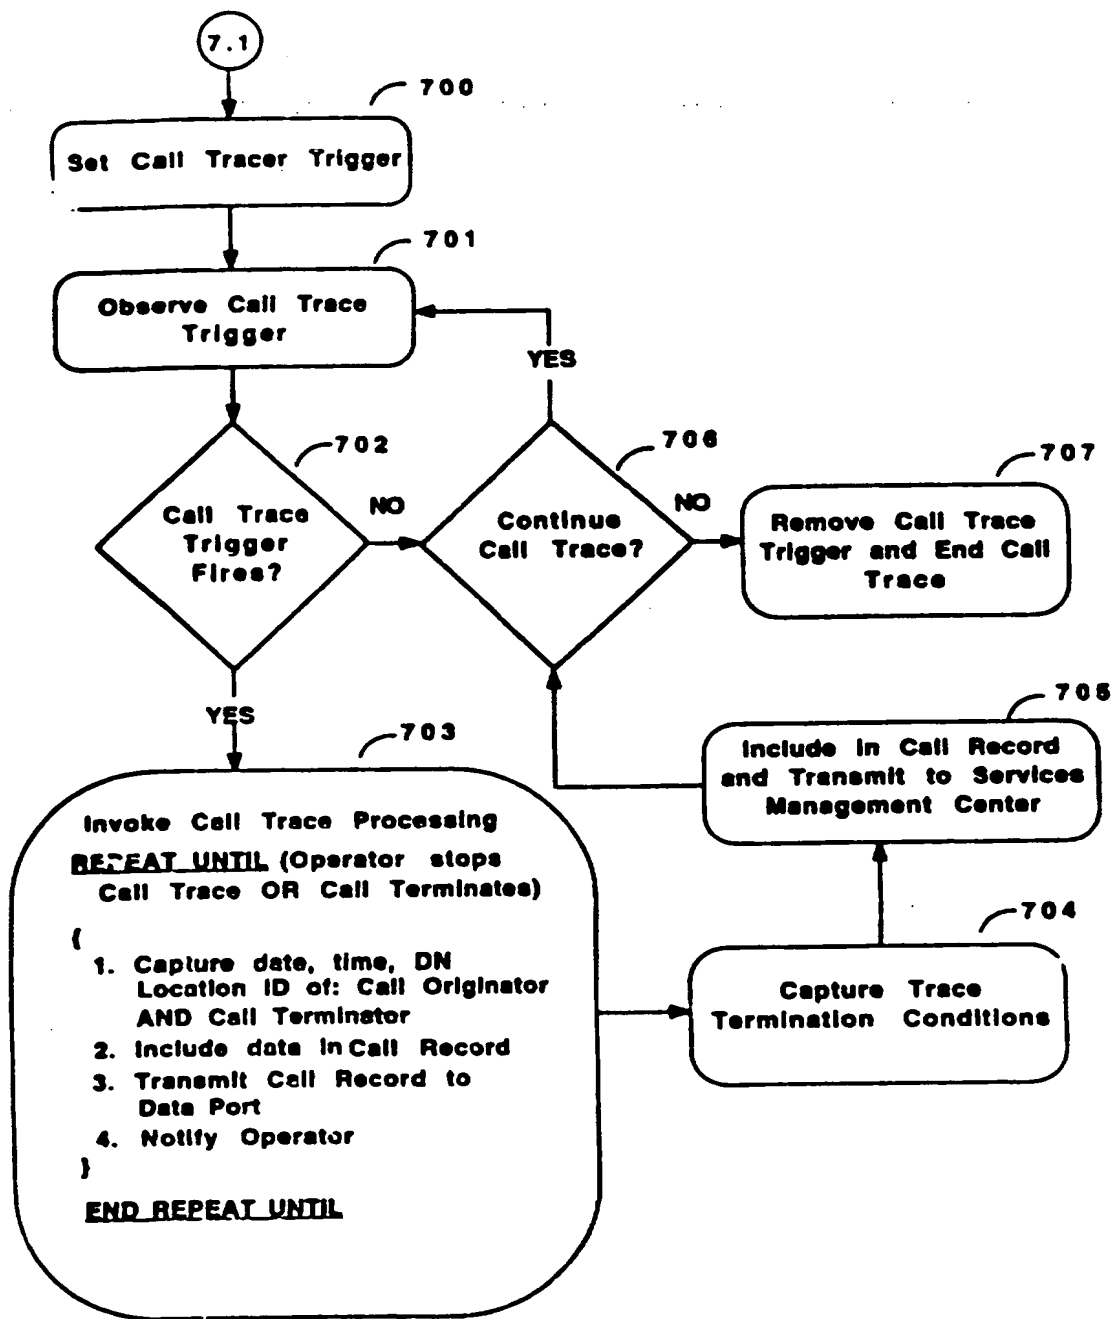 7.1
700
Set Call Tracer Trigger
701
Observe Call Trace
Trigger
YES
702
706
707
Call Trace
Trigger
Fires?
NO
Continue
Call Trace?
NO
Remove Call Trace
Trigger and End Call
Trace
YES
703
705
Include in Call Record
and Transmit to Services
Management Center
Invoke Call Trace Processing
REPEAT UNTIL (Operator stops
Call Trace OR Call Terminates)
{
1. Capture date, time, DN
Location ID of: Call Originator
AND Call Terminator
2. Include data in Call Record
3. Transmit Call Record to
Data Port
4. Notify Operator
}
END REPEAT UNTIL
704
Capture Trace
Termination Conditions